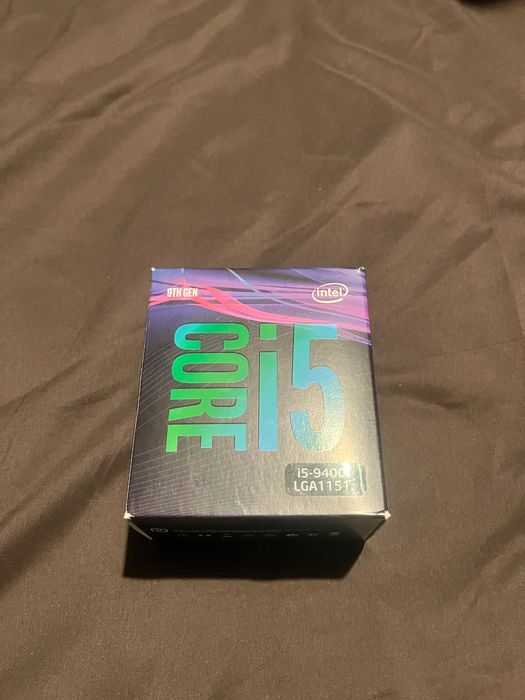 9TH GEN
intel
CORE i5
i5-9400
LGA1151